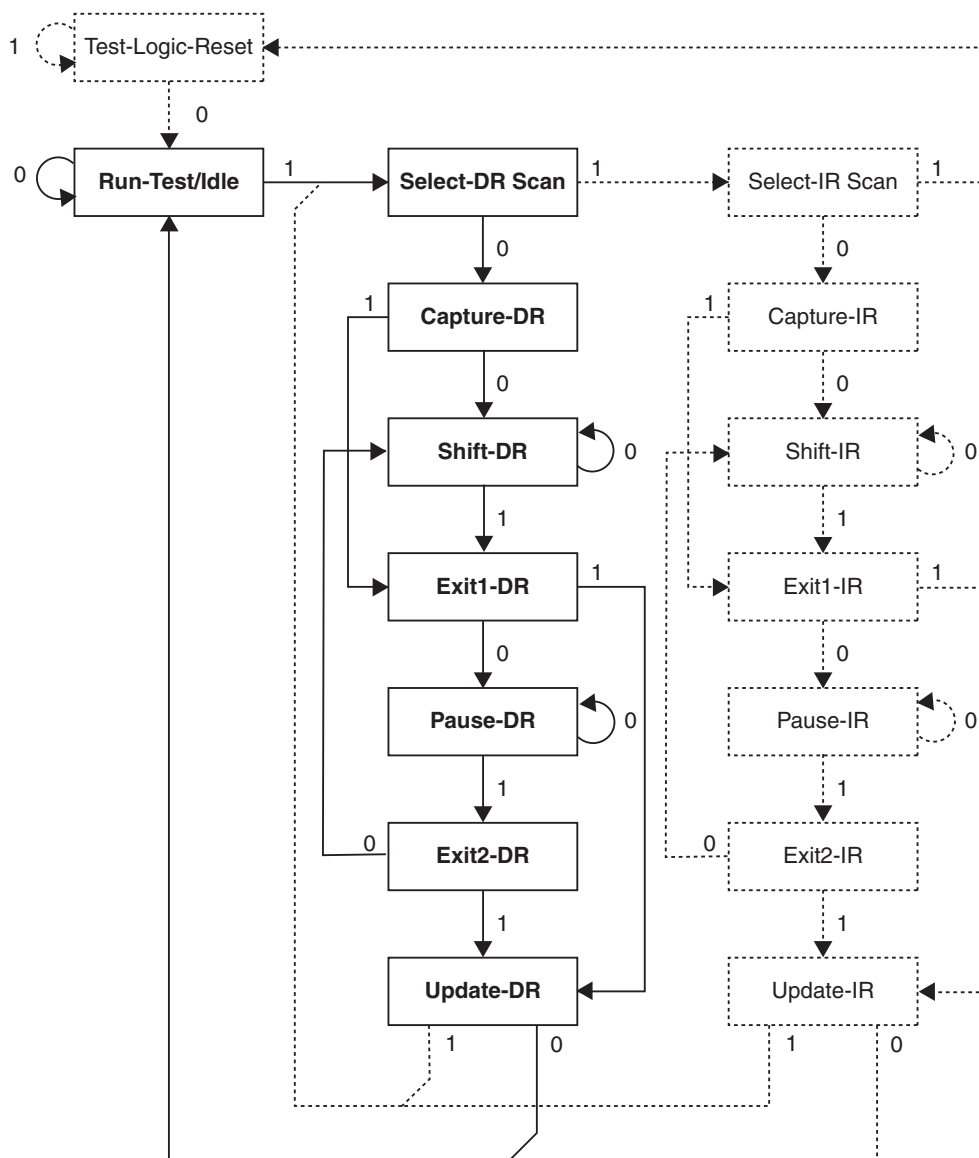 1
Test-Logic-Reset
0
0
Run-Test/Idle
1
Select-DR Scan
1
Select-IR Scan
1
0
0
1
Capture-DR
1
Capture-IR
0
0
Shift-DR
0
Shift-IR
0
1
1
Exit1-DR
1
Exit1-IR
1
0
0
Pause-DR
0
Pause-IR
0
1
1
0
Exit2-DR
0
Exit2-IR
1
1
Update-DR
Update-IR
1
0
1
0